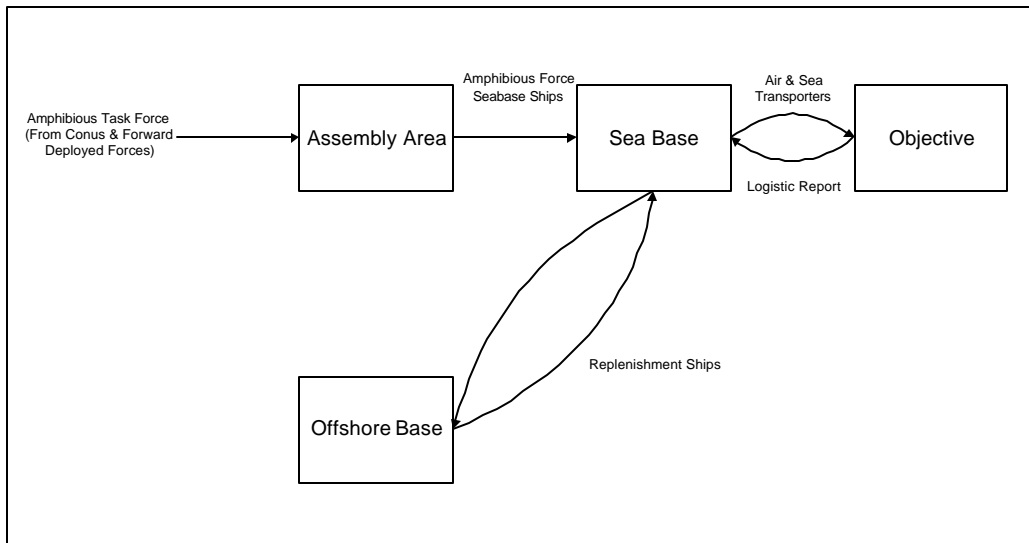 Amphibious Task Force
(From Conus & Forward
Deployed Forces)
Assembly Area
Amphibious Force
Seabase Ships
Sea Base
Air & Sea
Transporters
Logistic Report
Objective
Replenishment Ships
Offshore Base